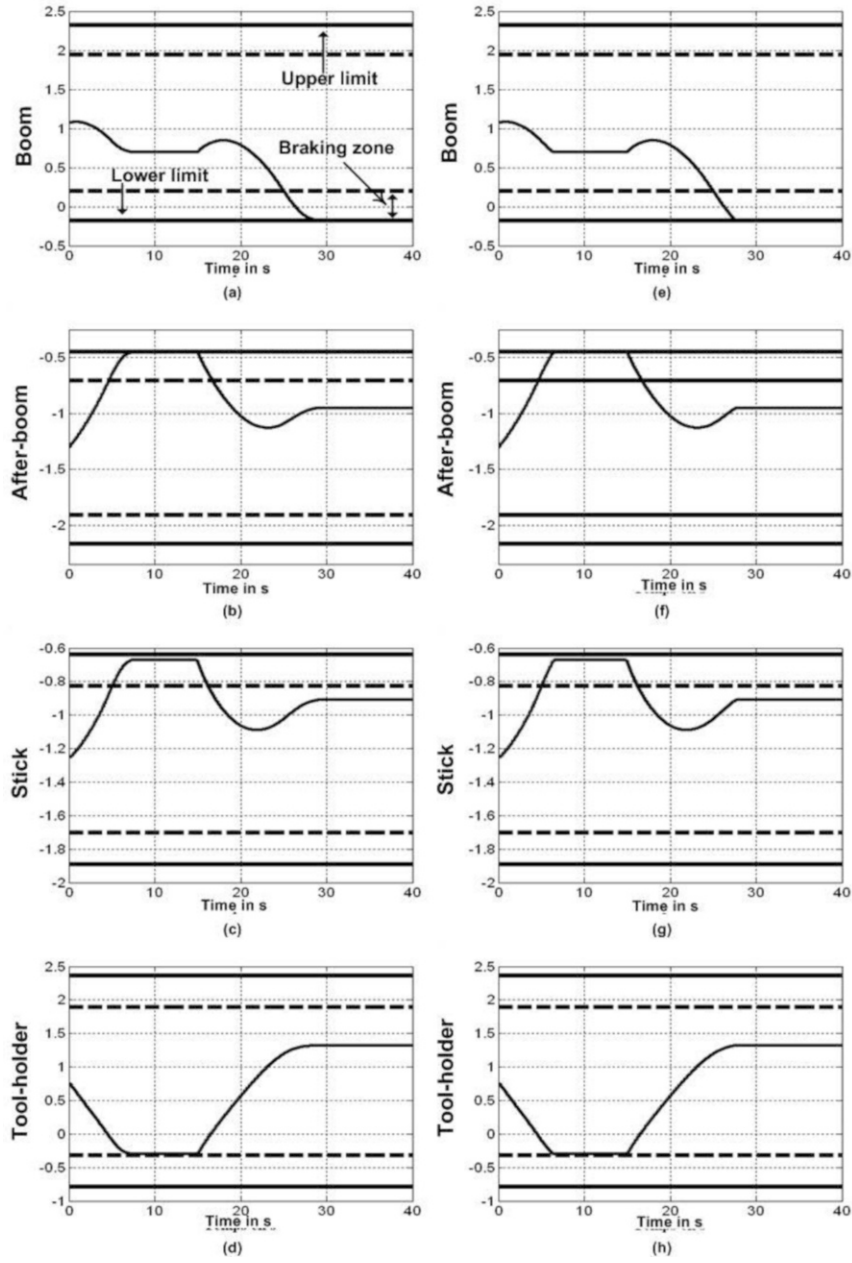 2.5
2
1.5
1
0.5
0
-0.5
Boom
Upper limit
Braking zone
Lower limit
0 10 20 30 40
Time in s
(a)
2.5
2
1.5
1
0.5
0
-0.5
Boom
0 10 20 30 40
Time in s
(e)
-0.5
-1
-1.5
-2
After-boom
0 10 20 30 40
Time in s
(b)
-0.5
-1
-1.5
-2
After-boom
0 10 20 30 40
Time in s
(f)
-0.6
-0.8
-1
-1.2
-1.4
-1.6
-1.8
-2
Stick
0 10 20 30 40
Time in s
(c)
-0.6
-0.8
-1
-1.2
-1.4
-1.6
-1.8
-2
Stick
0 10 20 30 40
Time in s
(g)
2.5
2
1.5
1
0.5
0
-0.5
-1
Tool-holder
0 10 20 30 40
Time in s
(d)
2.5
2
1.5
1
0.5
0
-0.5
-1
Tool-holder
0 10 20 30 40
Time in s
(h)